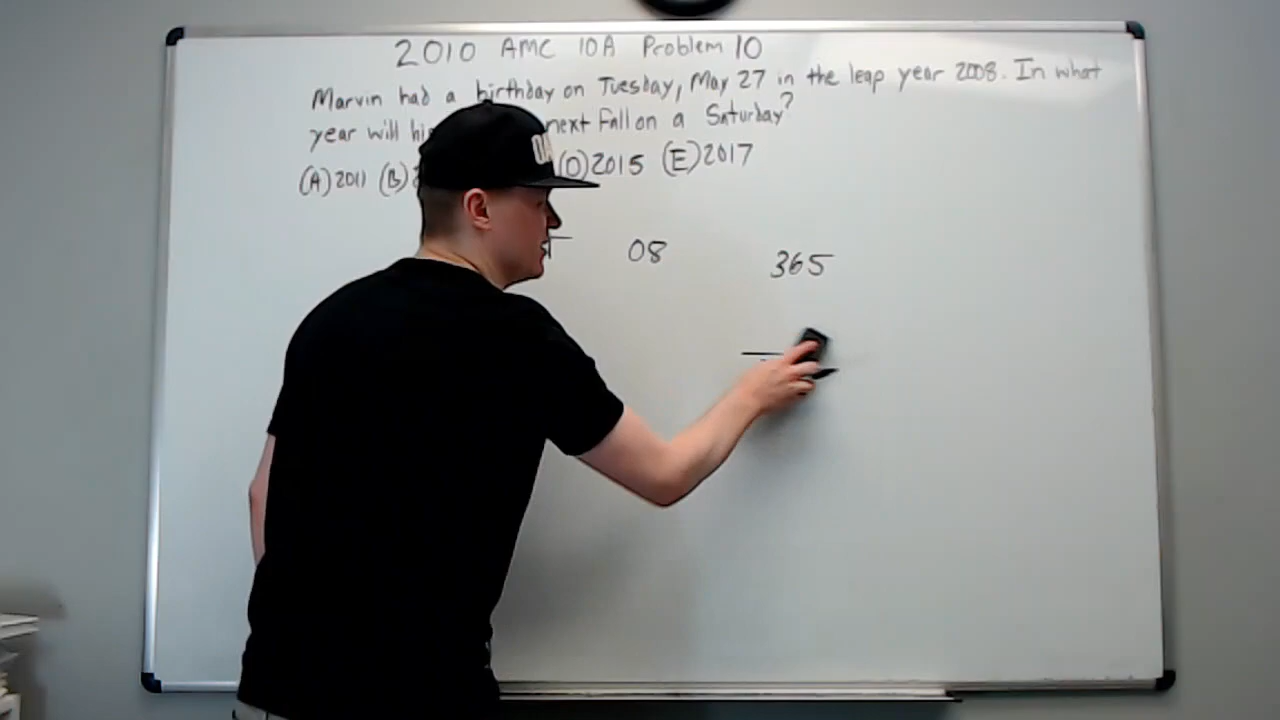 2010 AMC 10A Problem 10
Marvin had a birthday on Tuesday, May 27 in the leap year 2008. In what
year will next fall on a Saturday?
(A) 2011 (B) (D) 2015 (E) 2017
T 08 365